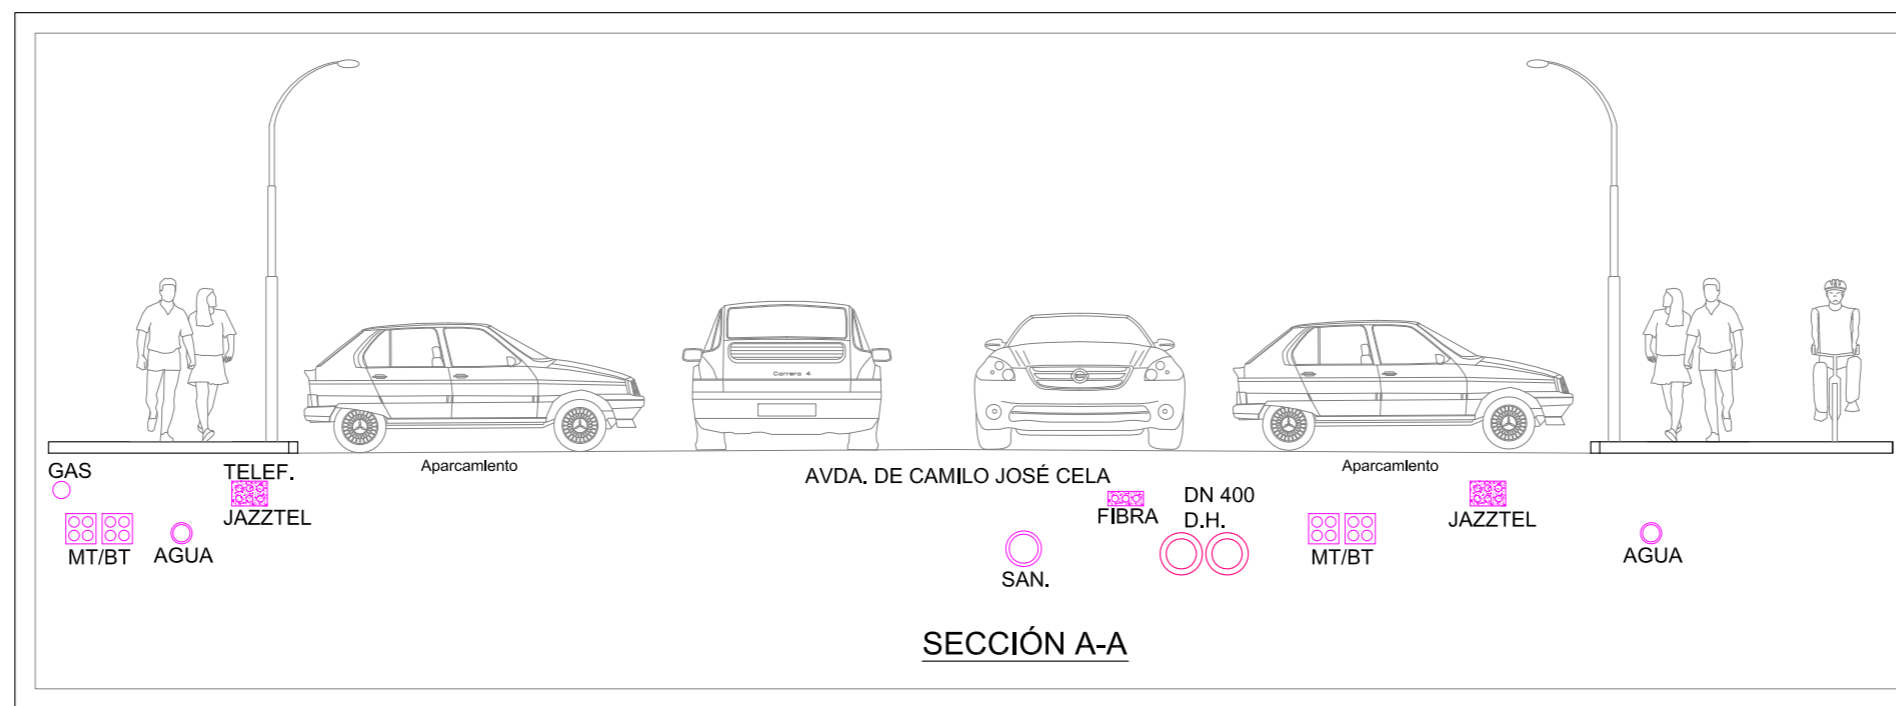 Carrera 4
GAS
TELEF.
Aparcamiento
AVDA. DE CAMILO JOSÉ CELA
Aparcamiento
JAZZTEL
FIBRA
DN 400
D.H.
JAZZTEL
MT/BT
AGUA
SAN.
MT/BT
AGUA
SECCIÓN A-A